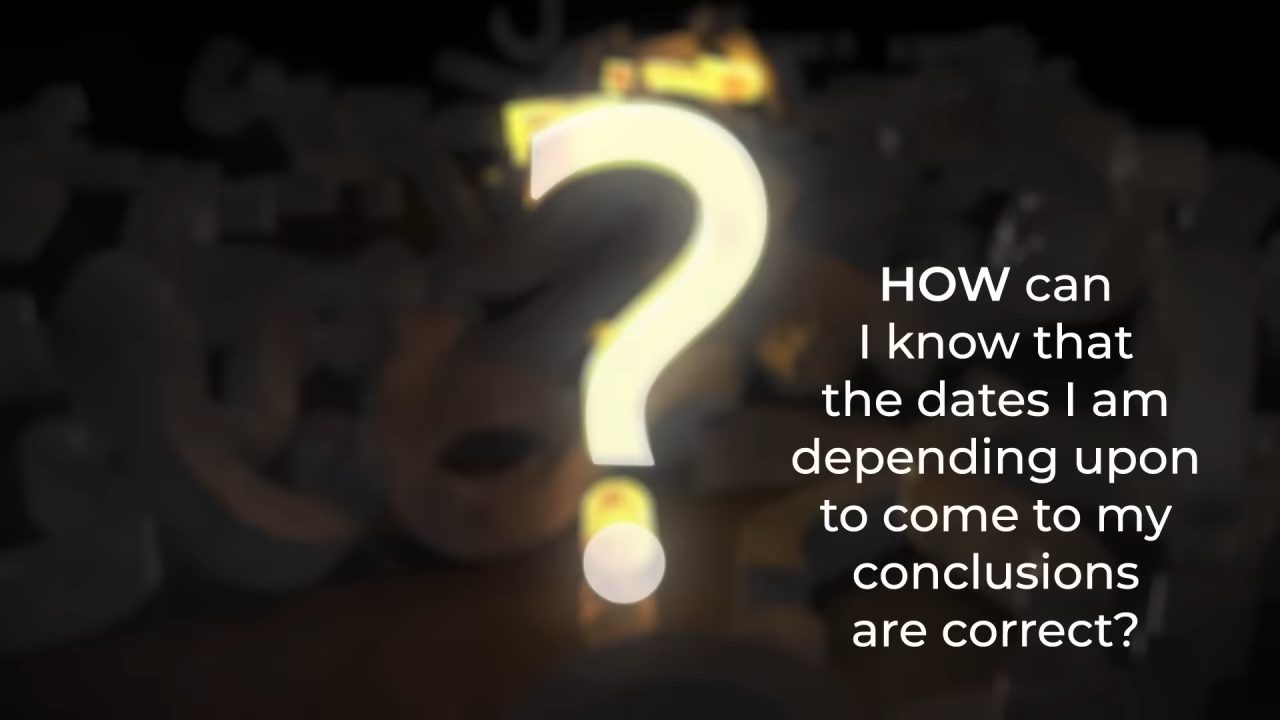 ?
HOW can
I know that
the dates I am
depending upon
to come to my
conclusions
are correct?